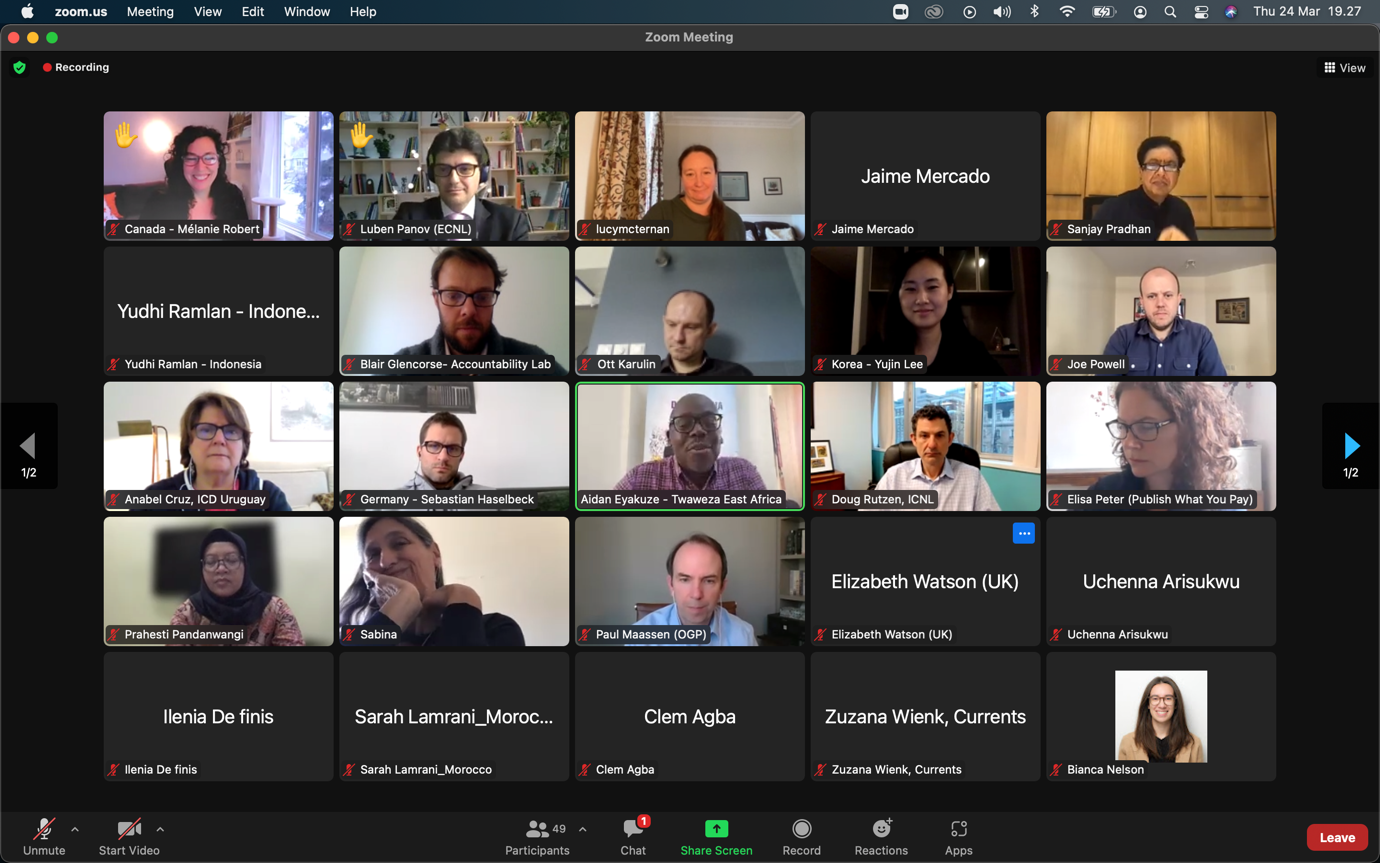 zoom.us Meeting View Edit Window Help Thu 24 Mar 19.27
Zoom Meeting
Recording View
Canada - Mélanie Robert
Luben Panov (ECNL)
lucymcternan
Jaime Mercado
Jaime Mercado
Sanjay Pradhan
Yudhi Ramlan - Indone...
Yudhi Ramlan - Indonesia
Blair Glencorse- Accountability Lab
Ott Karulin
Korea - Yujin Lee
Joe Powell
Anabel Cruz, ICD Uruguay
Germany - Sebastian Haselbeck
Aidan Eyakuze - Twaweza East Africa
Doug Rutzen, ICNL
Elisa Peter (Publish What You Pay)
1/2
1/2
Prahesti Pandanwangi
Sabina
Paul Maassen (OGP)
Elizabeth Watson (UK)
Elizabeth Watson (UK)
Uchenna Arisukwu
Uchenna Arisukwu
Ilenia De finis
Ilenia De finis
Sarah Lamrani_Moroc...
Sarah Lamrani_Morocco
Clem Agba
Clem Agba
Zuzana Wienk, Currents
Zuzana Wienk, Currents
Bianca Nelson
49 1
Unmute Start Video Participants Chat Share Screen Record Reactions Apps Leave